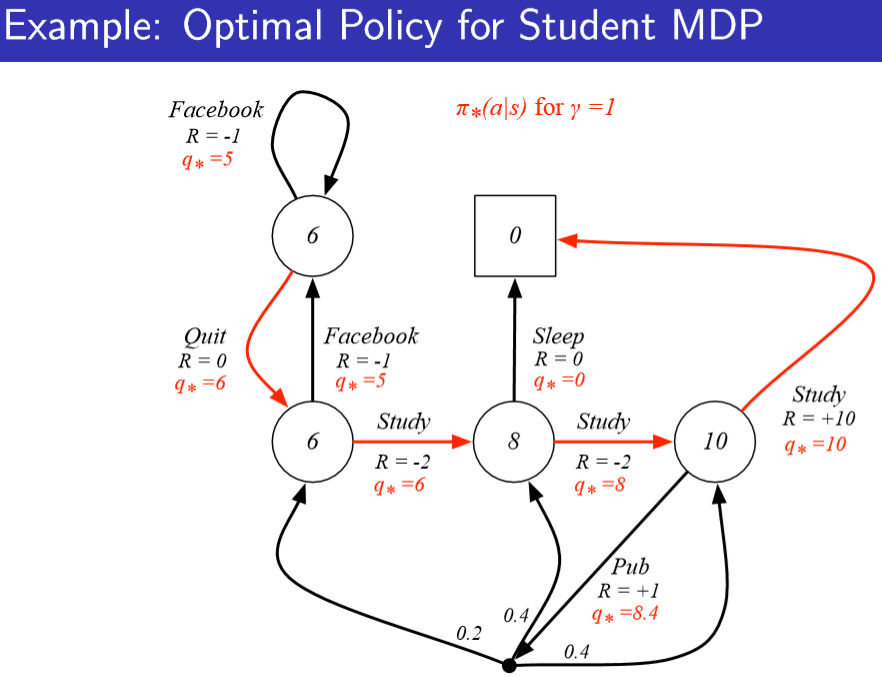 Example: Optimal Policy for Student MDP
Facebook
R = -1
q* =5
π*(a|s) for γ =1
6
0
Quit
R = 0
q* =6
Facebook
R = -1
q* =5
Sleep
R = 0
q* =0
6
Study
R = -2
q* =6
8
Study
R = -2
q* =8
10
Study
R = +10
q* =10
Pub
R = +1
q* =8.4
0.2
0.4
0.4